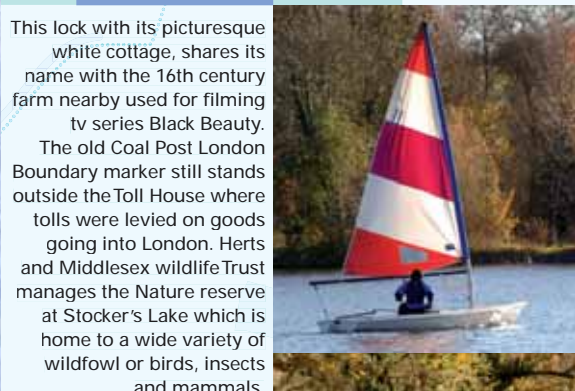 This lock with its picturesque
white cottage, shares its
name with the 16th century
farm nearby used for filming
tv series Black Beauty.
The old Coal Post London
Boundary marker still stands
outside the Toll House where
tolls were levied on goods
going into London. Herts
and Middlesex wildlife Trust
manages the Nature reserve
at Stocker's Lake which is
home to a wide variety of
wildfowl or birds, insects
and mammals.